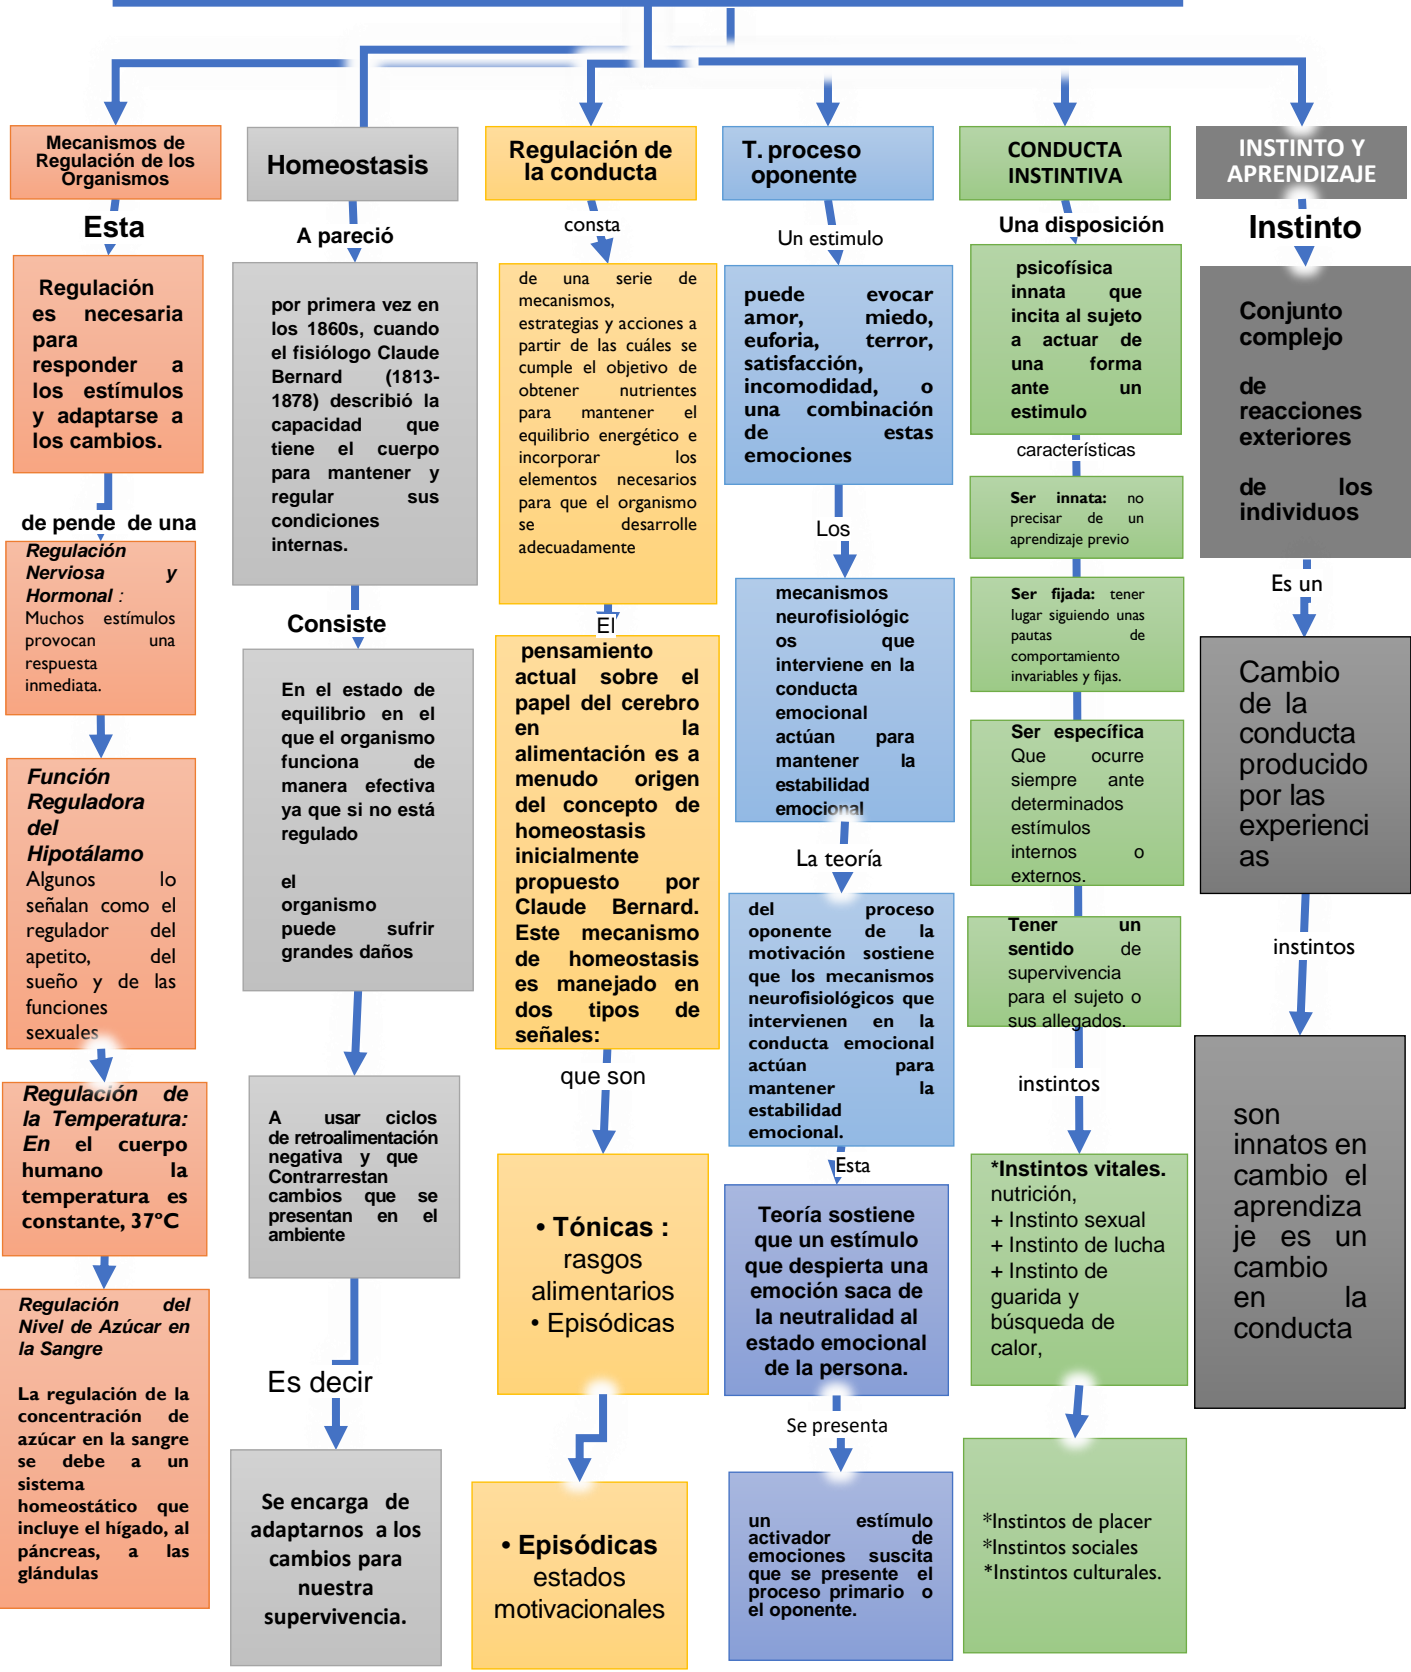 Mecanismos de
Regulación de los
Organismos
Esta
Regulación
es necesaria
para
responder a
los estímulos
y adaptarse a
los cambios.
de pende de una
Regulación
Nerviosa y
Hormonal :
Muchos estímulos
provocan una
respuesta
inmediata.
Función
Reguladora
del
Hipotálamo
Algunos lo
señalan como el
regulador del
apetito, del
sueño y de las
funciones
sexuales
Regulación de
la Temperatura:
En el cuerpo
humano la
temperatura es
constante, 37ºC
Regulación del
Nivel de Azúcar en
la Sangre
La regulación de la
concentración de
azúcar en la sangre
se debe a un
sistema
homeostático que
incluye el hígado, al
páncreas, a las
glándulas
Homeostasis
A pareció
por primera vez en
los 1860s, cuando
el fisiólogo Claude
Bernard (1813-
1878) describió la
capacidad que
tiene el cuerpo
para mantener y
regular sus
condiciones
internas.
Consiste
En el estado de
equilibrio en el
que el organismo
funciona de
manera efectiva
ya que si no está
regulado
el
organismo
puede sufrir
grandes daños
A usar ciclos
de retroalimentación
negativa y que
Contrarrestan
cambios que se
presentan en el
ambiente
Es decir
Se encarga de
adaptarnos a los
cambios para
nuestra
supervivencia.
Regulación de
la conducta
consta
de una serie de
mecanismos,
estrategias y acciones a
partir de las cuáles se
cumple el objetivo de
obtener nutrientes
para mantener el
equilibrio energético e
incorporar los
elementos necesarios
para que el organismo
se desarrolle
adecuadamente
El
pensamiento
actual sobre el
papel del cerebro
en la
alimentación es a
menudo origen
del concepto de
homeostasis
inicialmente
propuesto por
Claude Bernard.
Este mecanismo
de homeostasis
es manejado en
dos tipos de
señales:
que son
• Tónicas :
rasgos
alimentarios
• Episódicas
• Episódicas
estados
motivacionales
T. proceso
oponente
Un estimulo
puede evocar
amor, miedo,
euforia, terror,
satisfacción,
incomodidad, o
una combinación
de estas
emociones
Los
mecanismos
neurofisiológic
os que
interviene en la
conducta
emocional
actúan para
mantener la
estabilidad
emocional
La teoría
del proceso
oponente de la
motivación sostiene
que los mecanismos
neurofisiológicos que
intervienen en la
conducta emocional
actúan para
mantener la
estabilidad
emocional.
Esta
Teoría sostiene
que un estímulo
que despierta una
emoción saca de
la neutralidad al
estado emocional
de la persona.
Se presenta
un estímulo
activador de
emociones suscita
que se presente el
proceso primario o
el oponente.
CONDUCTA
INSTINTIVA
Una disposición
psicofísica
innata que
incita al sujeto
a actuar de
una forma
ante un
estimulo
características
Ser innata: no
precisar de un
aprendizaje previo
Ser fijada: tener
lugar siguiendo unas
pautas de
comportamiento
invariables y fijas.
Ser específica
Que ocurre
siempre ante
determinados
estímulos
internos o
externos.
Tener un
sentido de
supervivencia
para el sujeto o
sus allegados.
instintos
*Instintos vitales.
nutrición,
+ Instinto sexual
+ Instinto de lucha
+ Instinto de
guarida y
búsqueda de
calor,
*Instintos de placer
*Instintos sociales
*Instintos culturales.
INSTINTO Y
APRENDIZAJE
Instinto
Conjunto
complejo
de
reacciones
exteriores
de los
individuos
Es un
Cambio
de la
conducta
producido
por las
experienci
as
instintos
son
innatos en
cambio el
aprendiza
je es un
cambio
en la
conducta